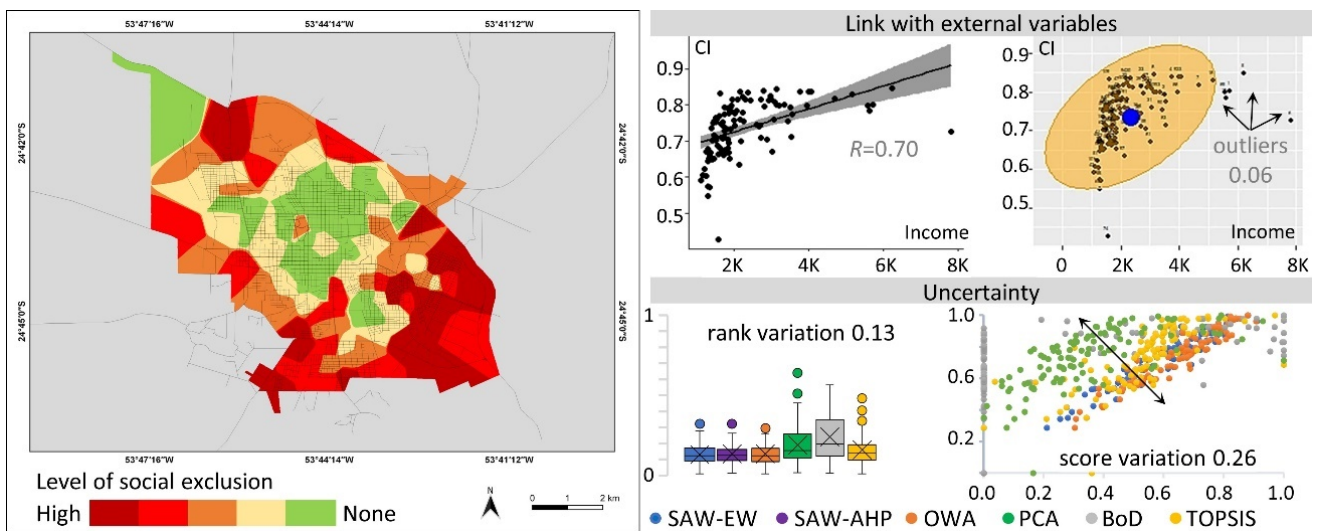 53°47'16"W
53°44'14"W
53°41'12"W
24°42'0"S
24°42'0"S
24°45'0"S
24°45'0"S
53°47'16"W
53°44'14"W
53°41'12"W
Level of social exclusion
High
None
N
0 1 2 km
Link with external variables
CI
0.9
0.8
0.7
0.6
0.5
R=0.70
Income
2K 4K 6K 8K
CI
0.9
0.8
0.7
0.6
0.5
outliers
0.06
Income
0 2K 4K 6K 8K
Uncertainty
1
rank variation 0.13
0
1.0
0.6
0.2
score variation 0.26
0.0 0.2 0.4 0.6 0.8 1.0
SAW-EW SAW-AHP OWA PCA BoD TOPSIS